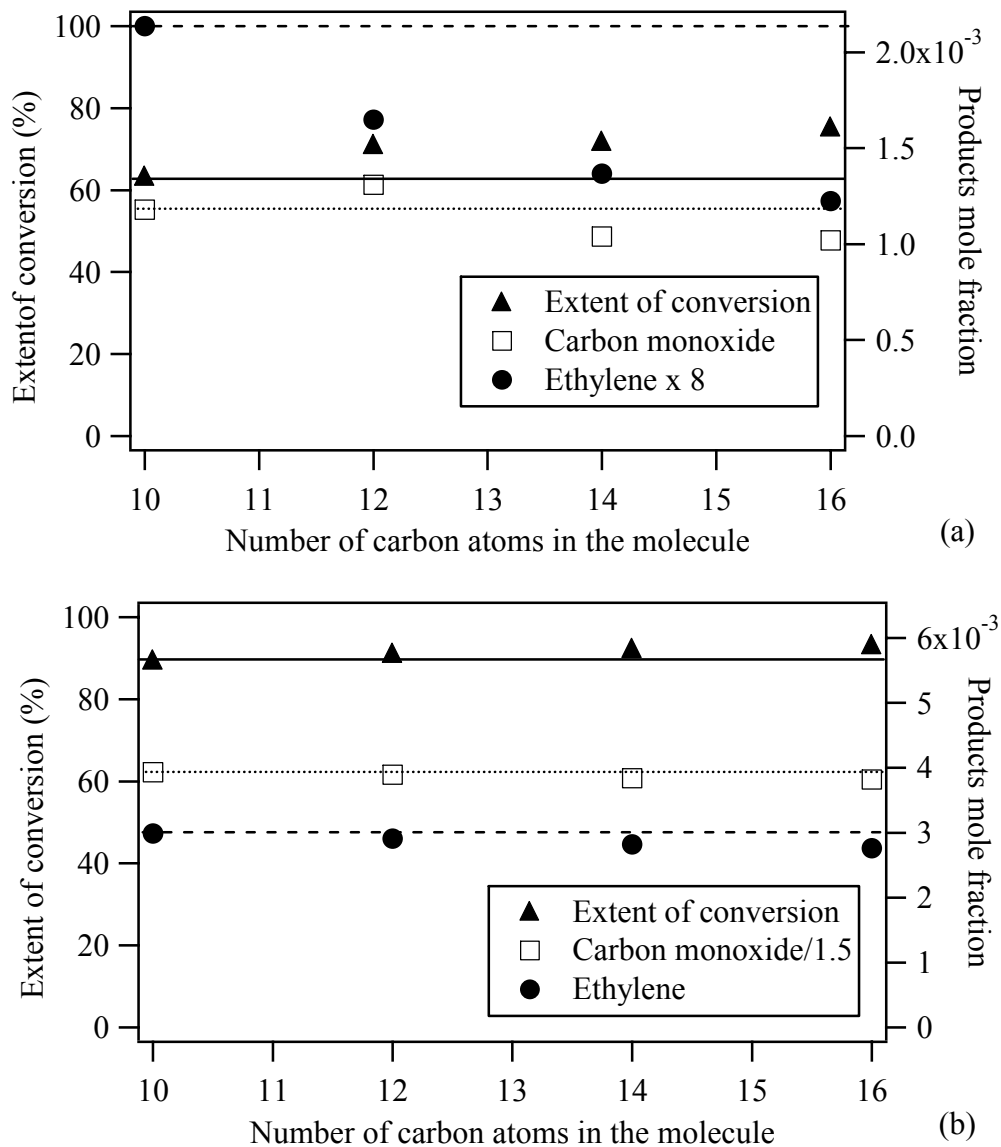 100
80
60
40
20
0
Extentof conversion (%)
2.0x10-3
1.5
1.0
0.5
0.0
Products mole fraction
Extent of conversion
Carbon monoxide
Ethylene x 8
10 11 12 13 14 15 16
Number of carbon atoms in the molecule
(a)
100
80
60
40
20
0
Extent of conversion (%)
6x10-3
5
4
3
2
1
0
Products mole fraction
Extent of conversion
Carbon monoxide/1.5
Ethylene
10 11 12 13 14 15 16
Number of carbon atoms in the molecule
(b)